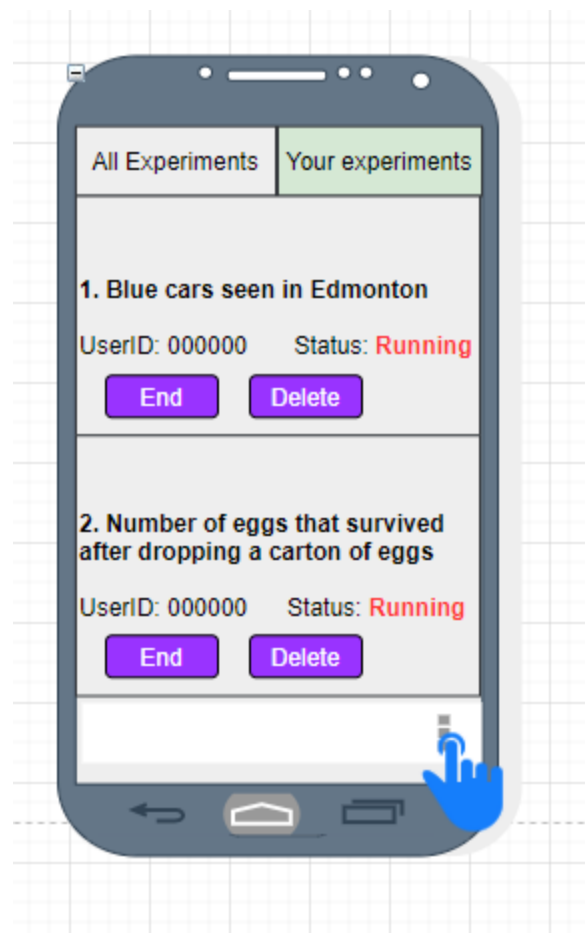 All Experiments
Your experiments
1. Blue cars seen in Edmonton
UserID: 000000
Status: Running
End
Delete
2. Number of eggs that survived
after dropping a carton of eggs
UserID: 000000
Status: Running
End
Delete